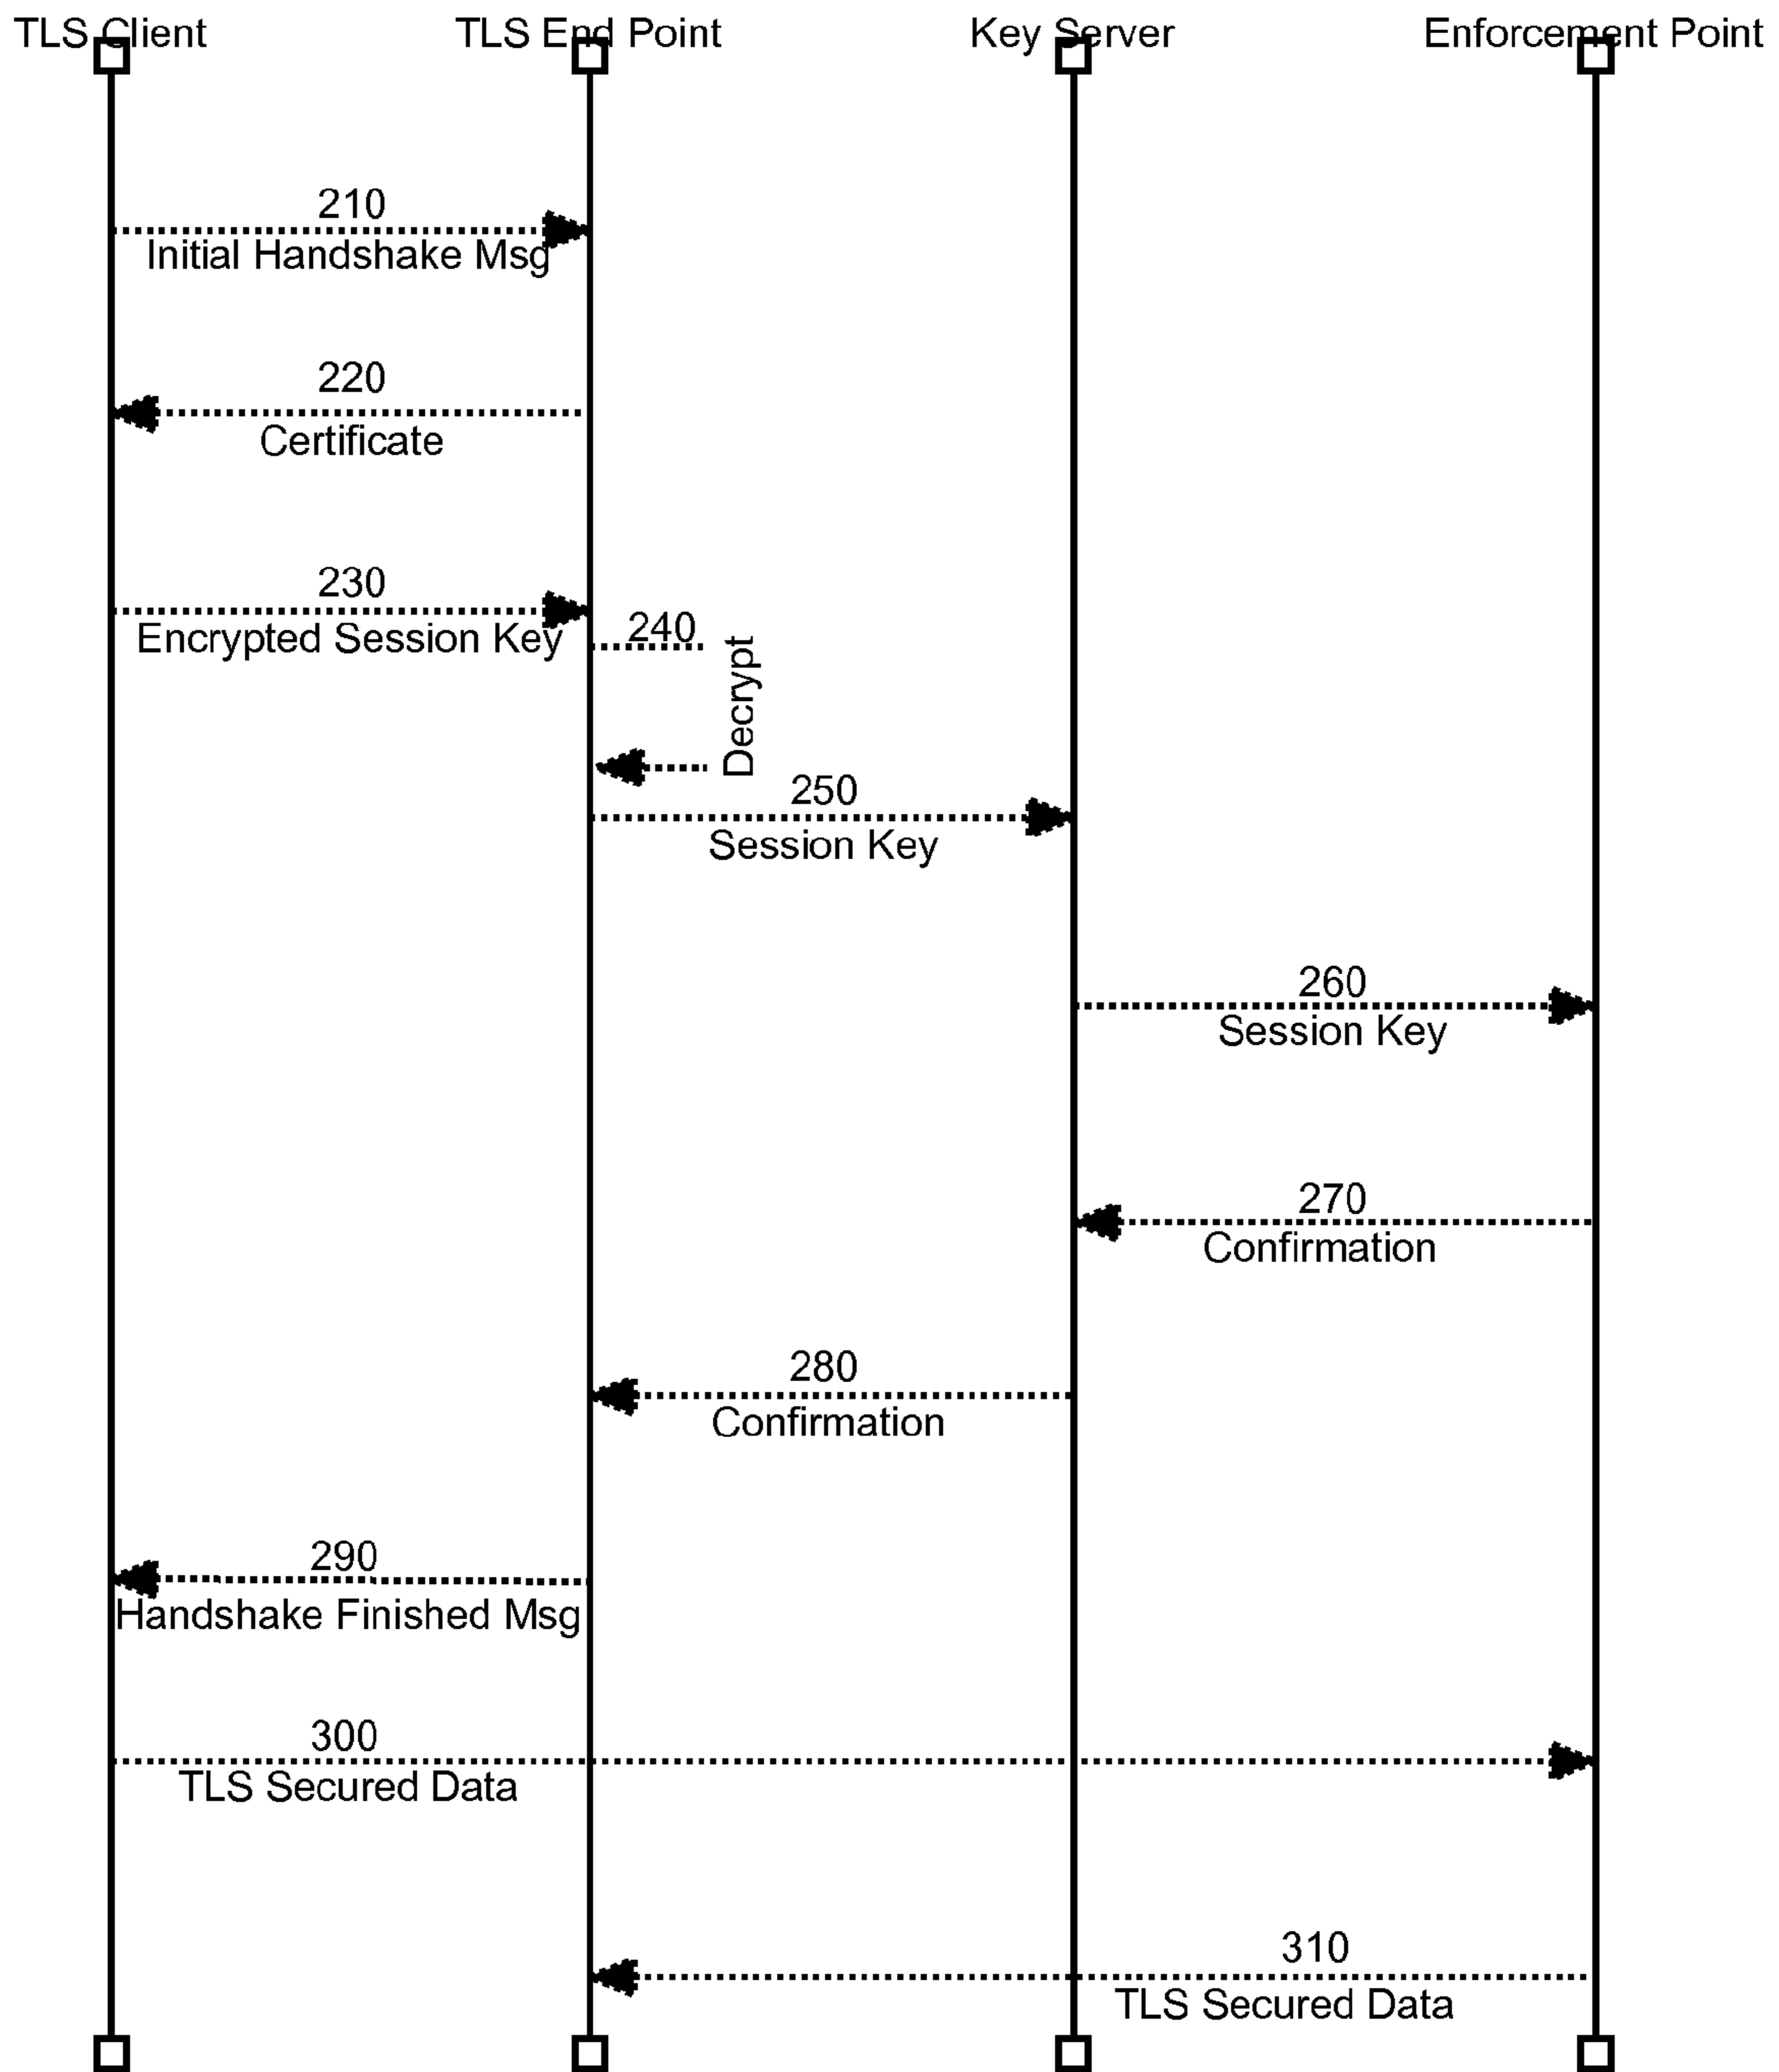 TLS Client
TLS End Point
Key Server
Enforcement Point
210
Initial Handshake Msg
220
Certificate
230
Encrypted Session Key
240
Decrypt
250
Session Key
260
Session Key
270
Confirmation
280
Confirmation
290
Handshake Finished Msg
300
TLS Secured Data
310
TLS Secured Data